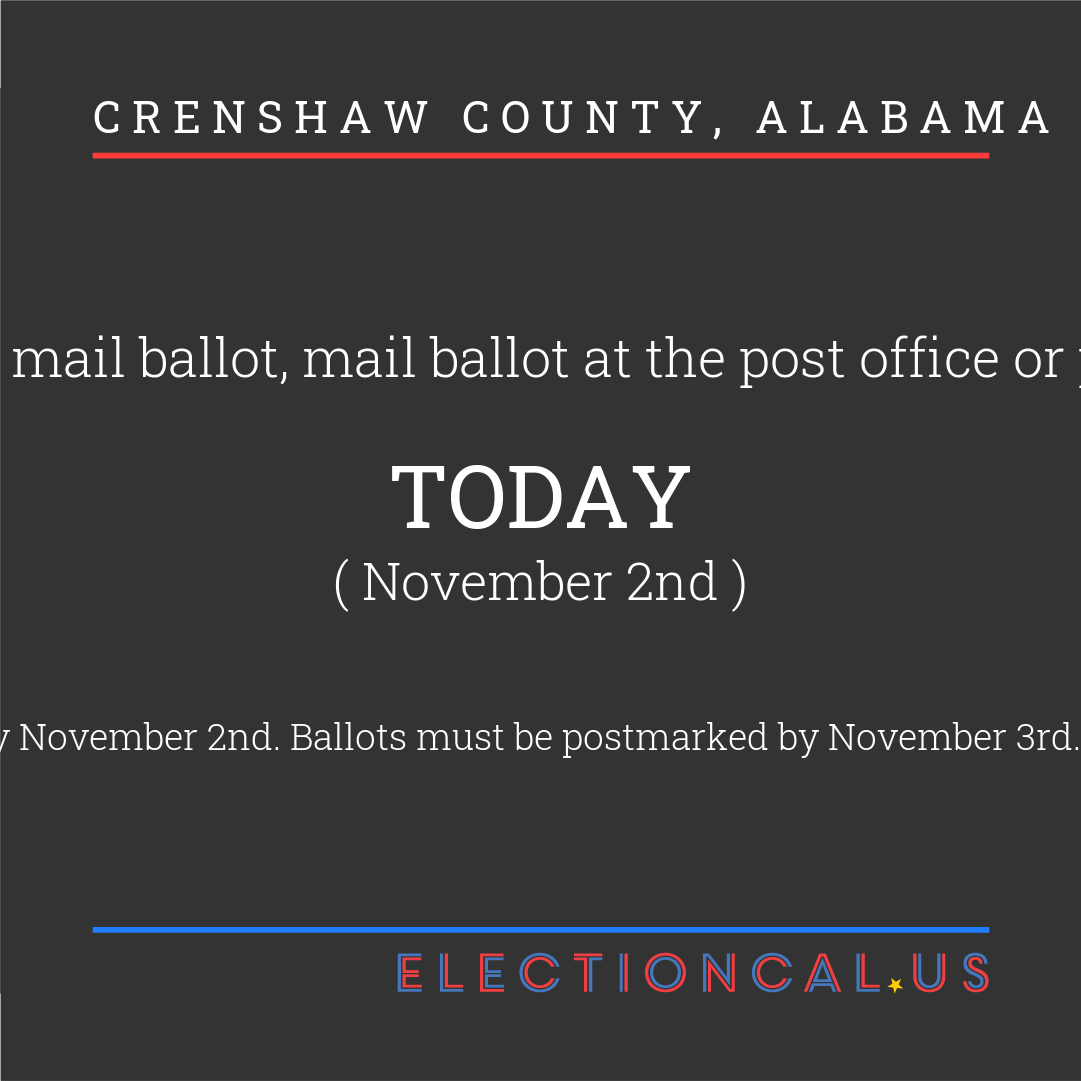 CRENSHAW COUNTY, ALABAMA
mail ballot, mail ballot at the post office or
TODAY
( November 2nd )
November 2nd. Ballots must be postmarked by November 3rd.
ELECTIONCAL.US